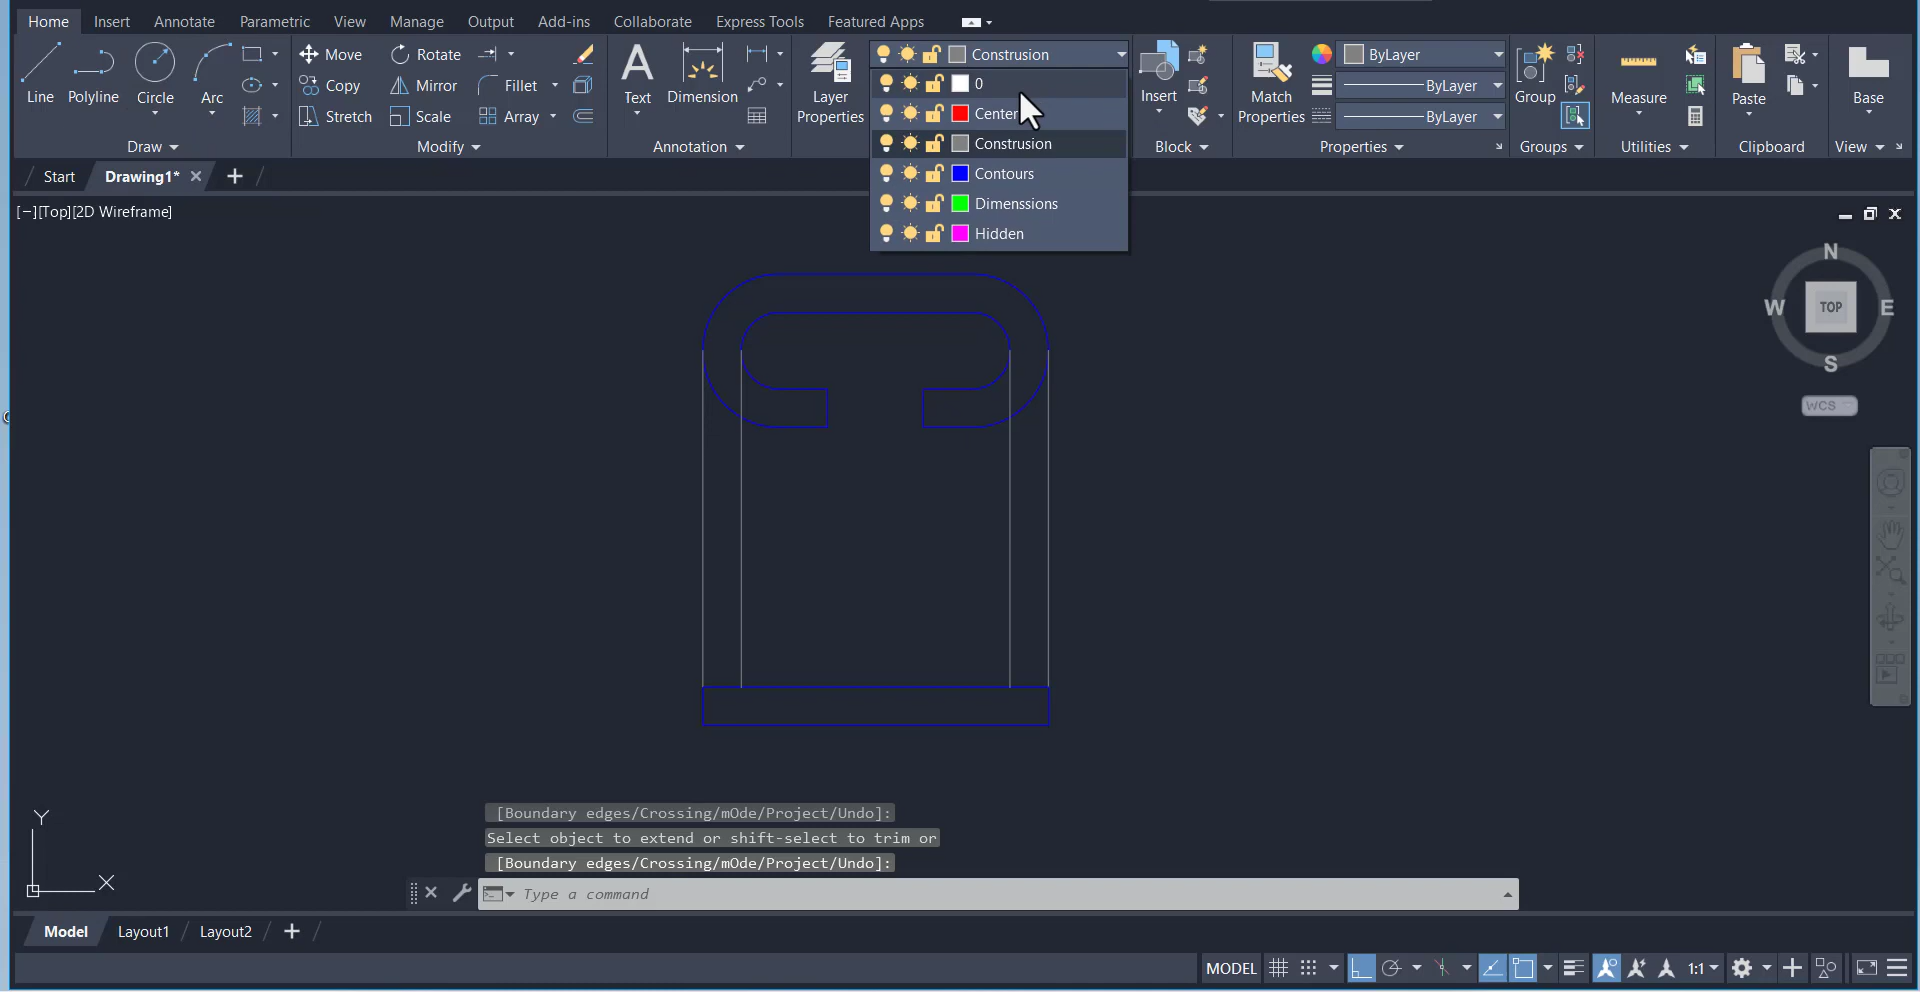 Home Insert Annotate Parametric View Manage Output Add-ins Collaborate Express Tools Featured Apps
Line Polyline Circle Arc
Move Rotate
Copy Mirror Fillet
Stretch Scale Array
Text Dimension
Layer Properties
Construsion
0
Center
Construsion
Contours
Dimenssions
Hidden
Insert
Match Properties
ByLayer
ByLayer
ByLayer
Group
Measure
Paste
Base
Draw Modify Annotation Block Properties Groups Utilities Clipboard View
Start Drawing1*
[−][Top][2D Wireframe]
N
W TOP E
S
WCS
Y
X
[Boundary edges/Crossing/mOde/Project/Undo]:
Select object to extend or shift-select to trim or
[Boundary edges/Crossing/mOde/Project/Undo]:
Type a command
Model Layout1 Layout2
MODEL 1:1